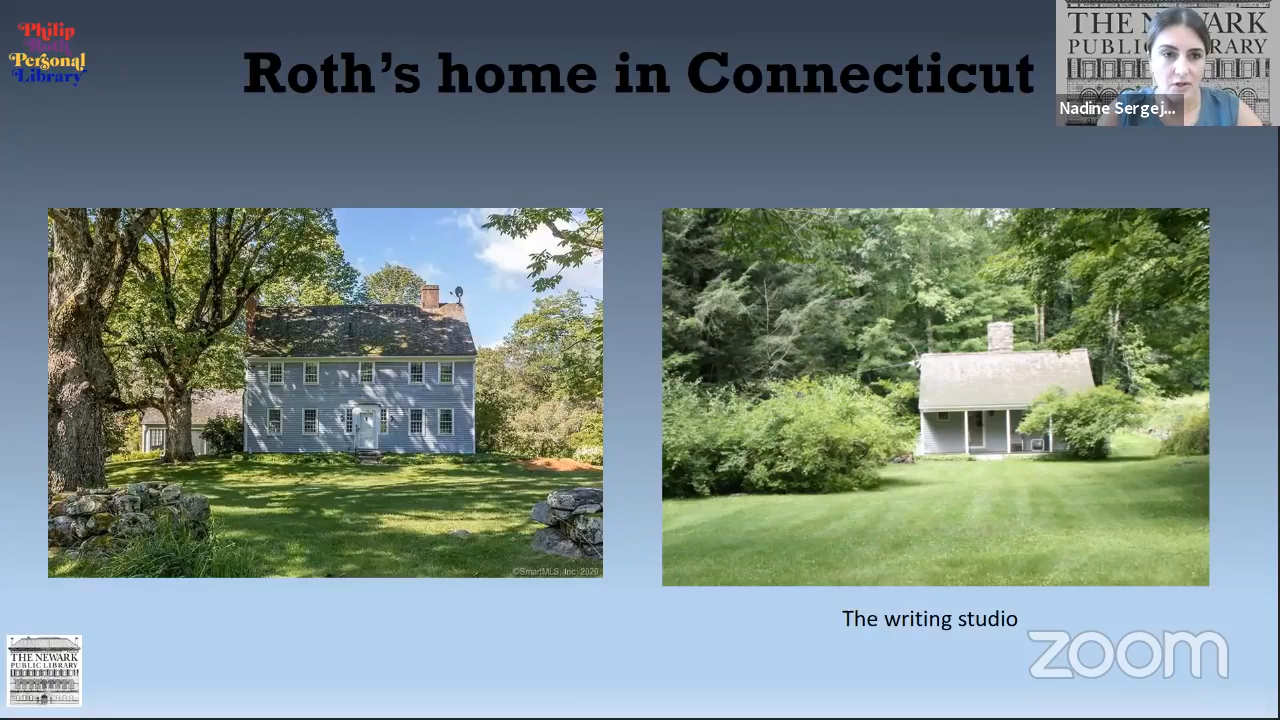 Philip
Roth
Personal
Library
Roth's home in Connecticut
THE NEWARK
PUBLIC LIBRARY
Nadine Sergej...
©SmartMLS, Inc. 2020
The writing studio
zoom
THE NEWARK
PUBLIC LIBRARY